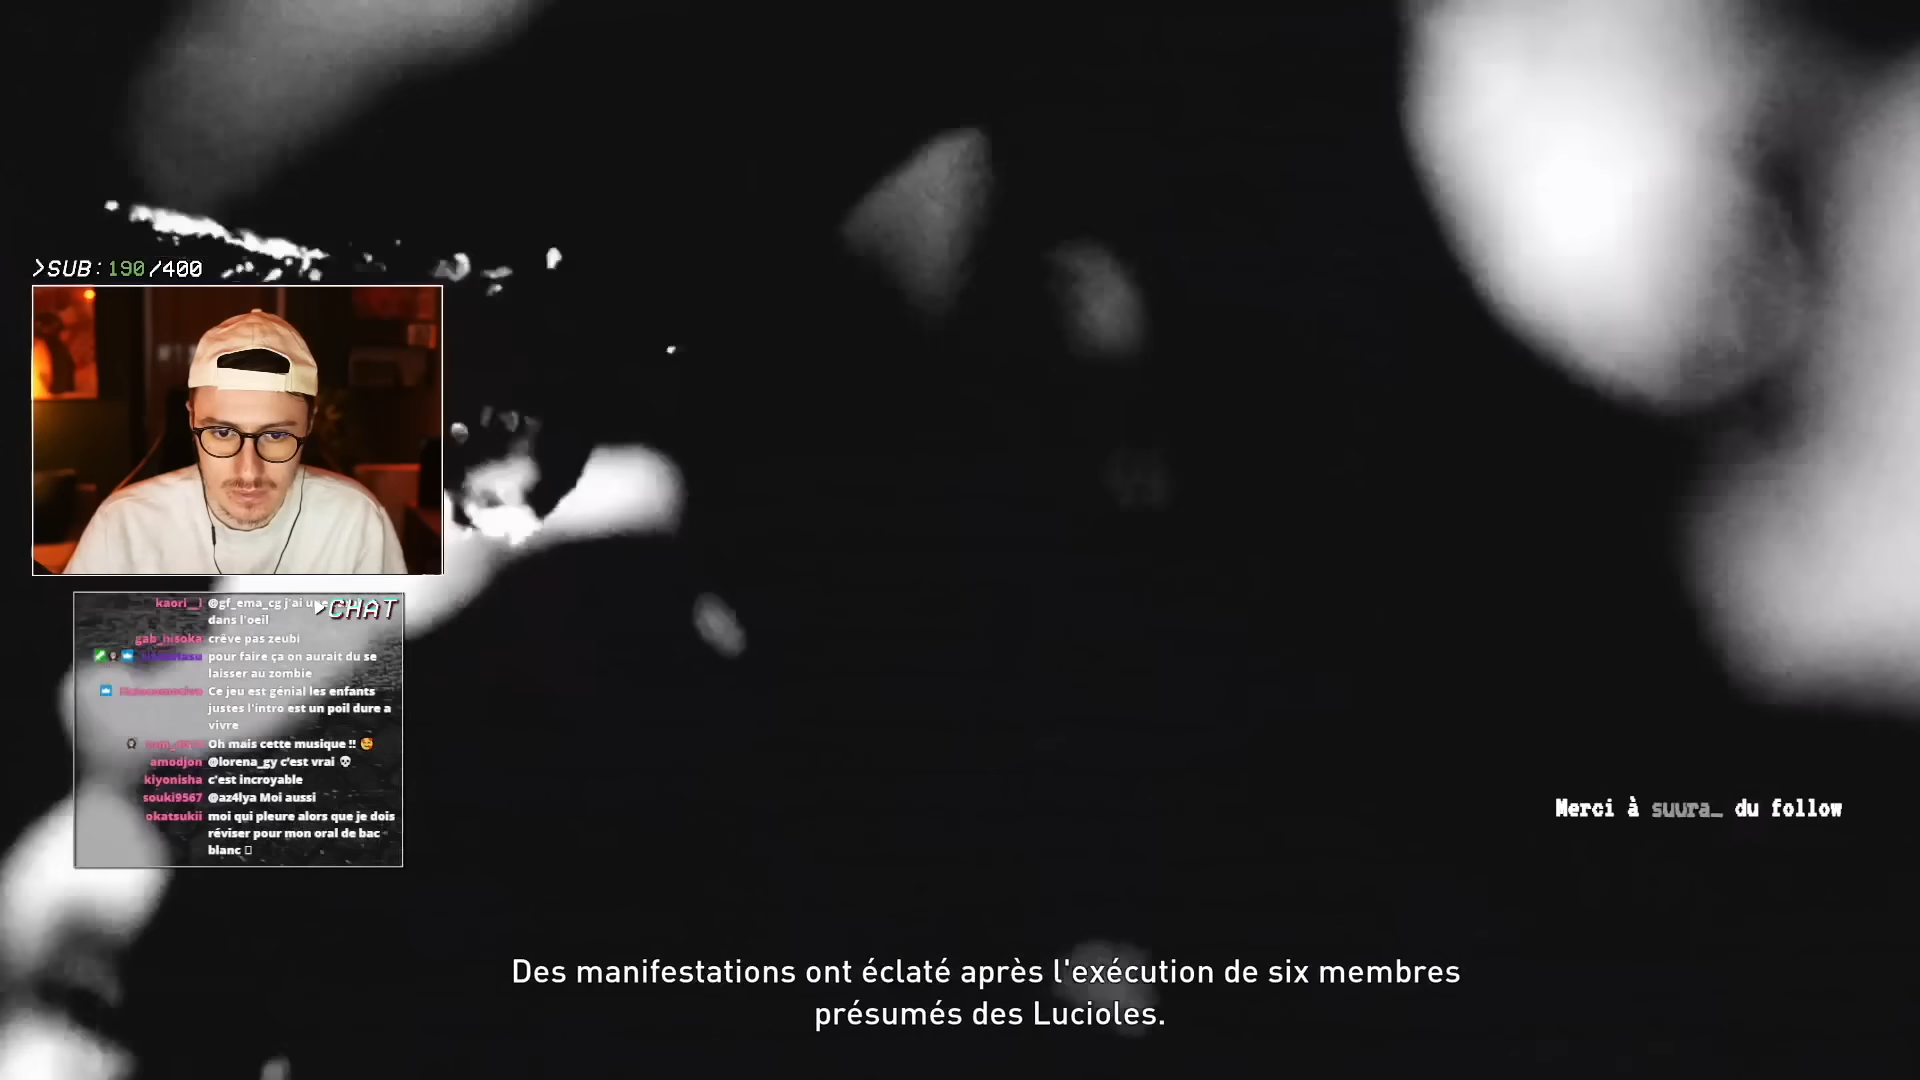 >SUB: 190/400
CHAT
kaori__l @gf_ema_cg j'ai une
dans l'oeil
gab_hisoka: crève pas zeubi
pour faire ça on aurait du se
laisser au zombie
Ce jeu est génial les enfants
justes l'intro est un poil dure a
vivre
Oh mais cette musique !! 🥰
amodjon @lorena_gy c'est vrai 💀
kiyonisha c'est incroyable
souki9567 @az4lya Moi aussi
okatsukii moi qui pleure alors que je dois
réviser pour mon oral de bac
blanc
Merci à suura_ du follow
Des manifestations ont éclaté après l'exécution de six membres
présumés des Lucioles.